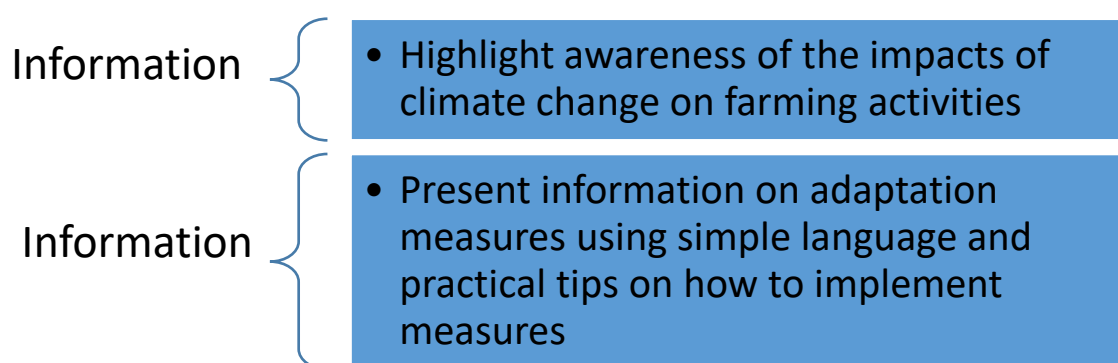 Information
• Highlight awareness of the impacts of
climate change on farming activities
Information
• Present information on adaptation
measures using simple language and
practical tips on how to implement
measures